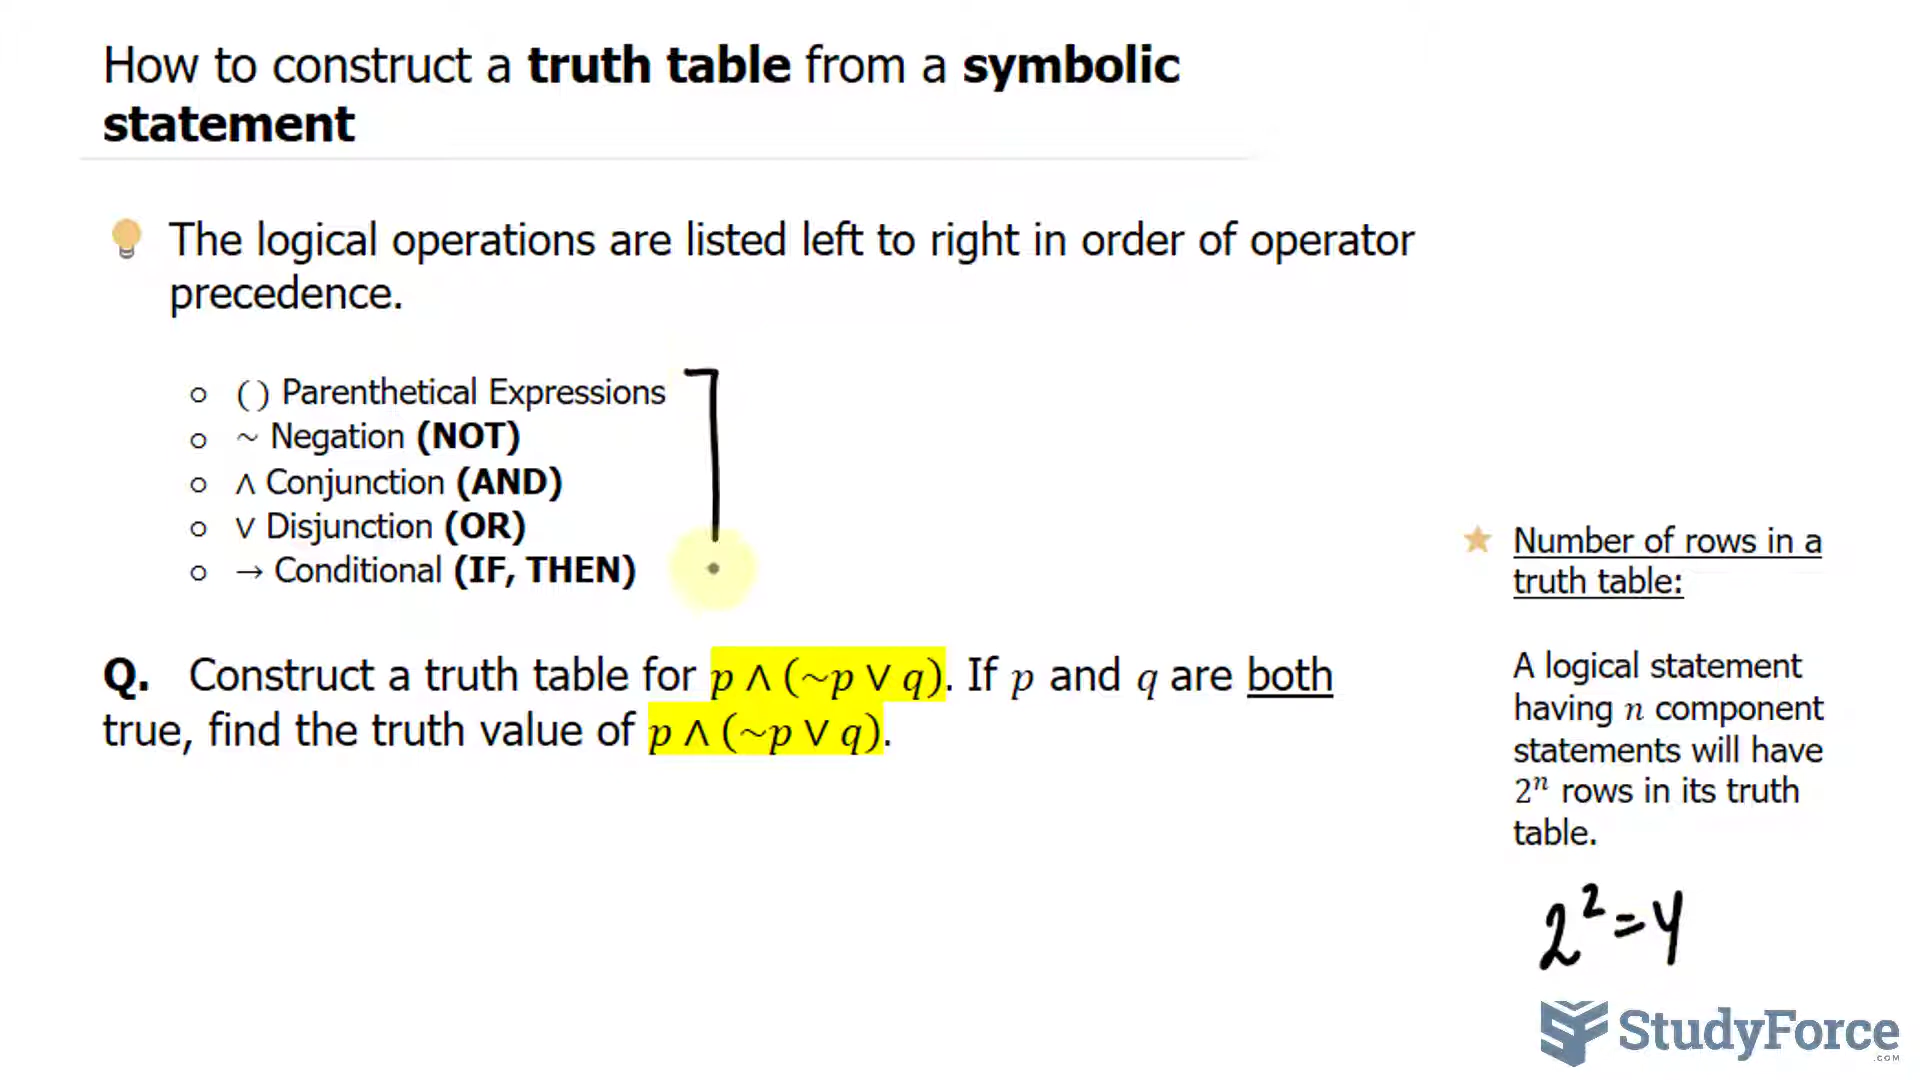 How to construct a truth table from a symbolic
statement
The logical operations are listed left to right in order of operator
precedence.
○ ( ) Parenthetical Expressions
○ ~ Negation (NOT)
○ ∧ Conjunction (AND)
○ ∨ Disjunction (OR)
○ → Conditional (IF, THEN)
Q. Construct a truth table for p ∧ (~p ∨ q). If p and q are both
true, find the truth value of p ∧ (~p ∨ q).
Number of rows in a
truth table:
A logical statement
having n component
statements will have
2ⁿ rows in its truth
table.
2² = 4
StudyForce
.COM